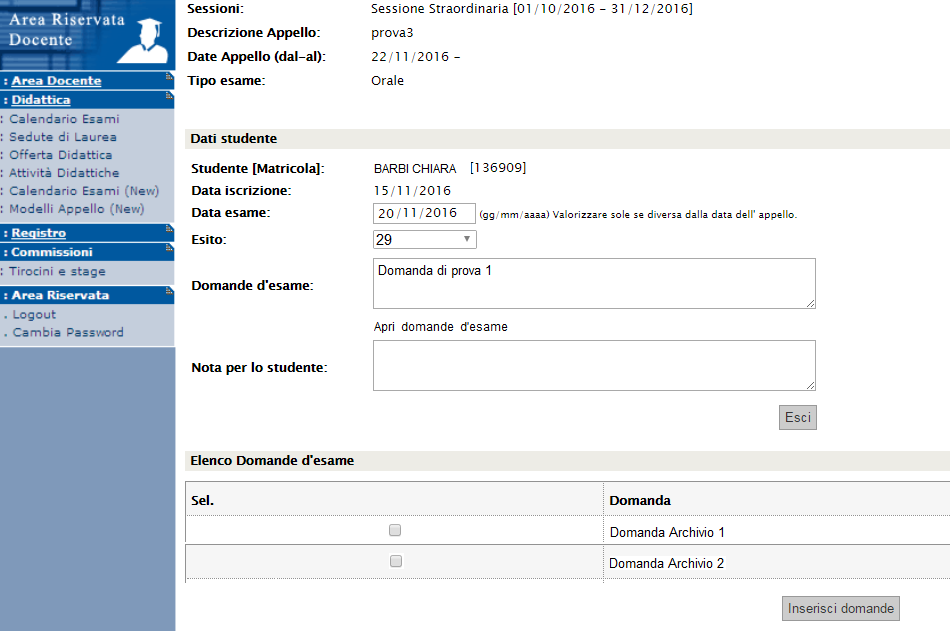 Area Riservata
Docente
: Area Docente
: Didattica
: Calendario Esami
: Sedute di Laurea
: Offerta Didattica
: Attività Didattiche
: Calendario Esami (New)
: Modelli Appello (New)
: Registro
: Commissioni
: Tirocini e stage
: Area Riservata
. Logout
. Cambia Password
Sessioni: Sessione Straordinaria [01/10/2016 - 31/12/2016]
Descrizione Appello: prova3
Date Appello (dal-al): 22/11/2016 -
Tipo esame: Orale
Dati studente
Studente [Matricola]: BARBI CHIARA [136909]
Data iscrizione: 15/11/2016
Data esame: 20/11/2016 (gg/mm/aaaa) Valorizzare solo se diversa dalla data dell' appello.
Esito: 29
Domande d'esame: Domanda di prova 1
Apri domande d'esame
Nota per lo studente:
Esci
Elenco Domande d'esame
Sel. Domanda
Domanda Archivio 1
Domanda Archivio 2
Inserisci domande